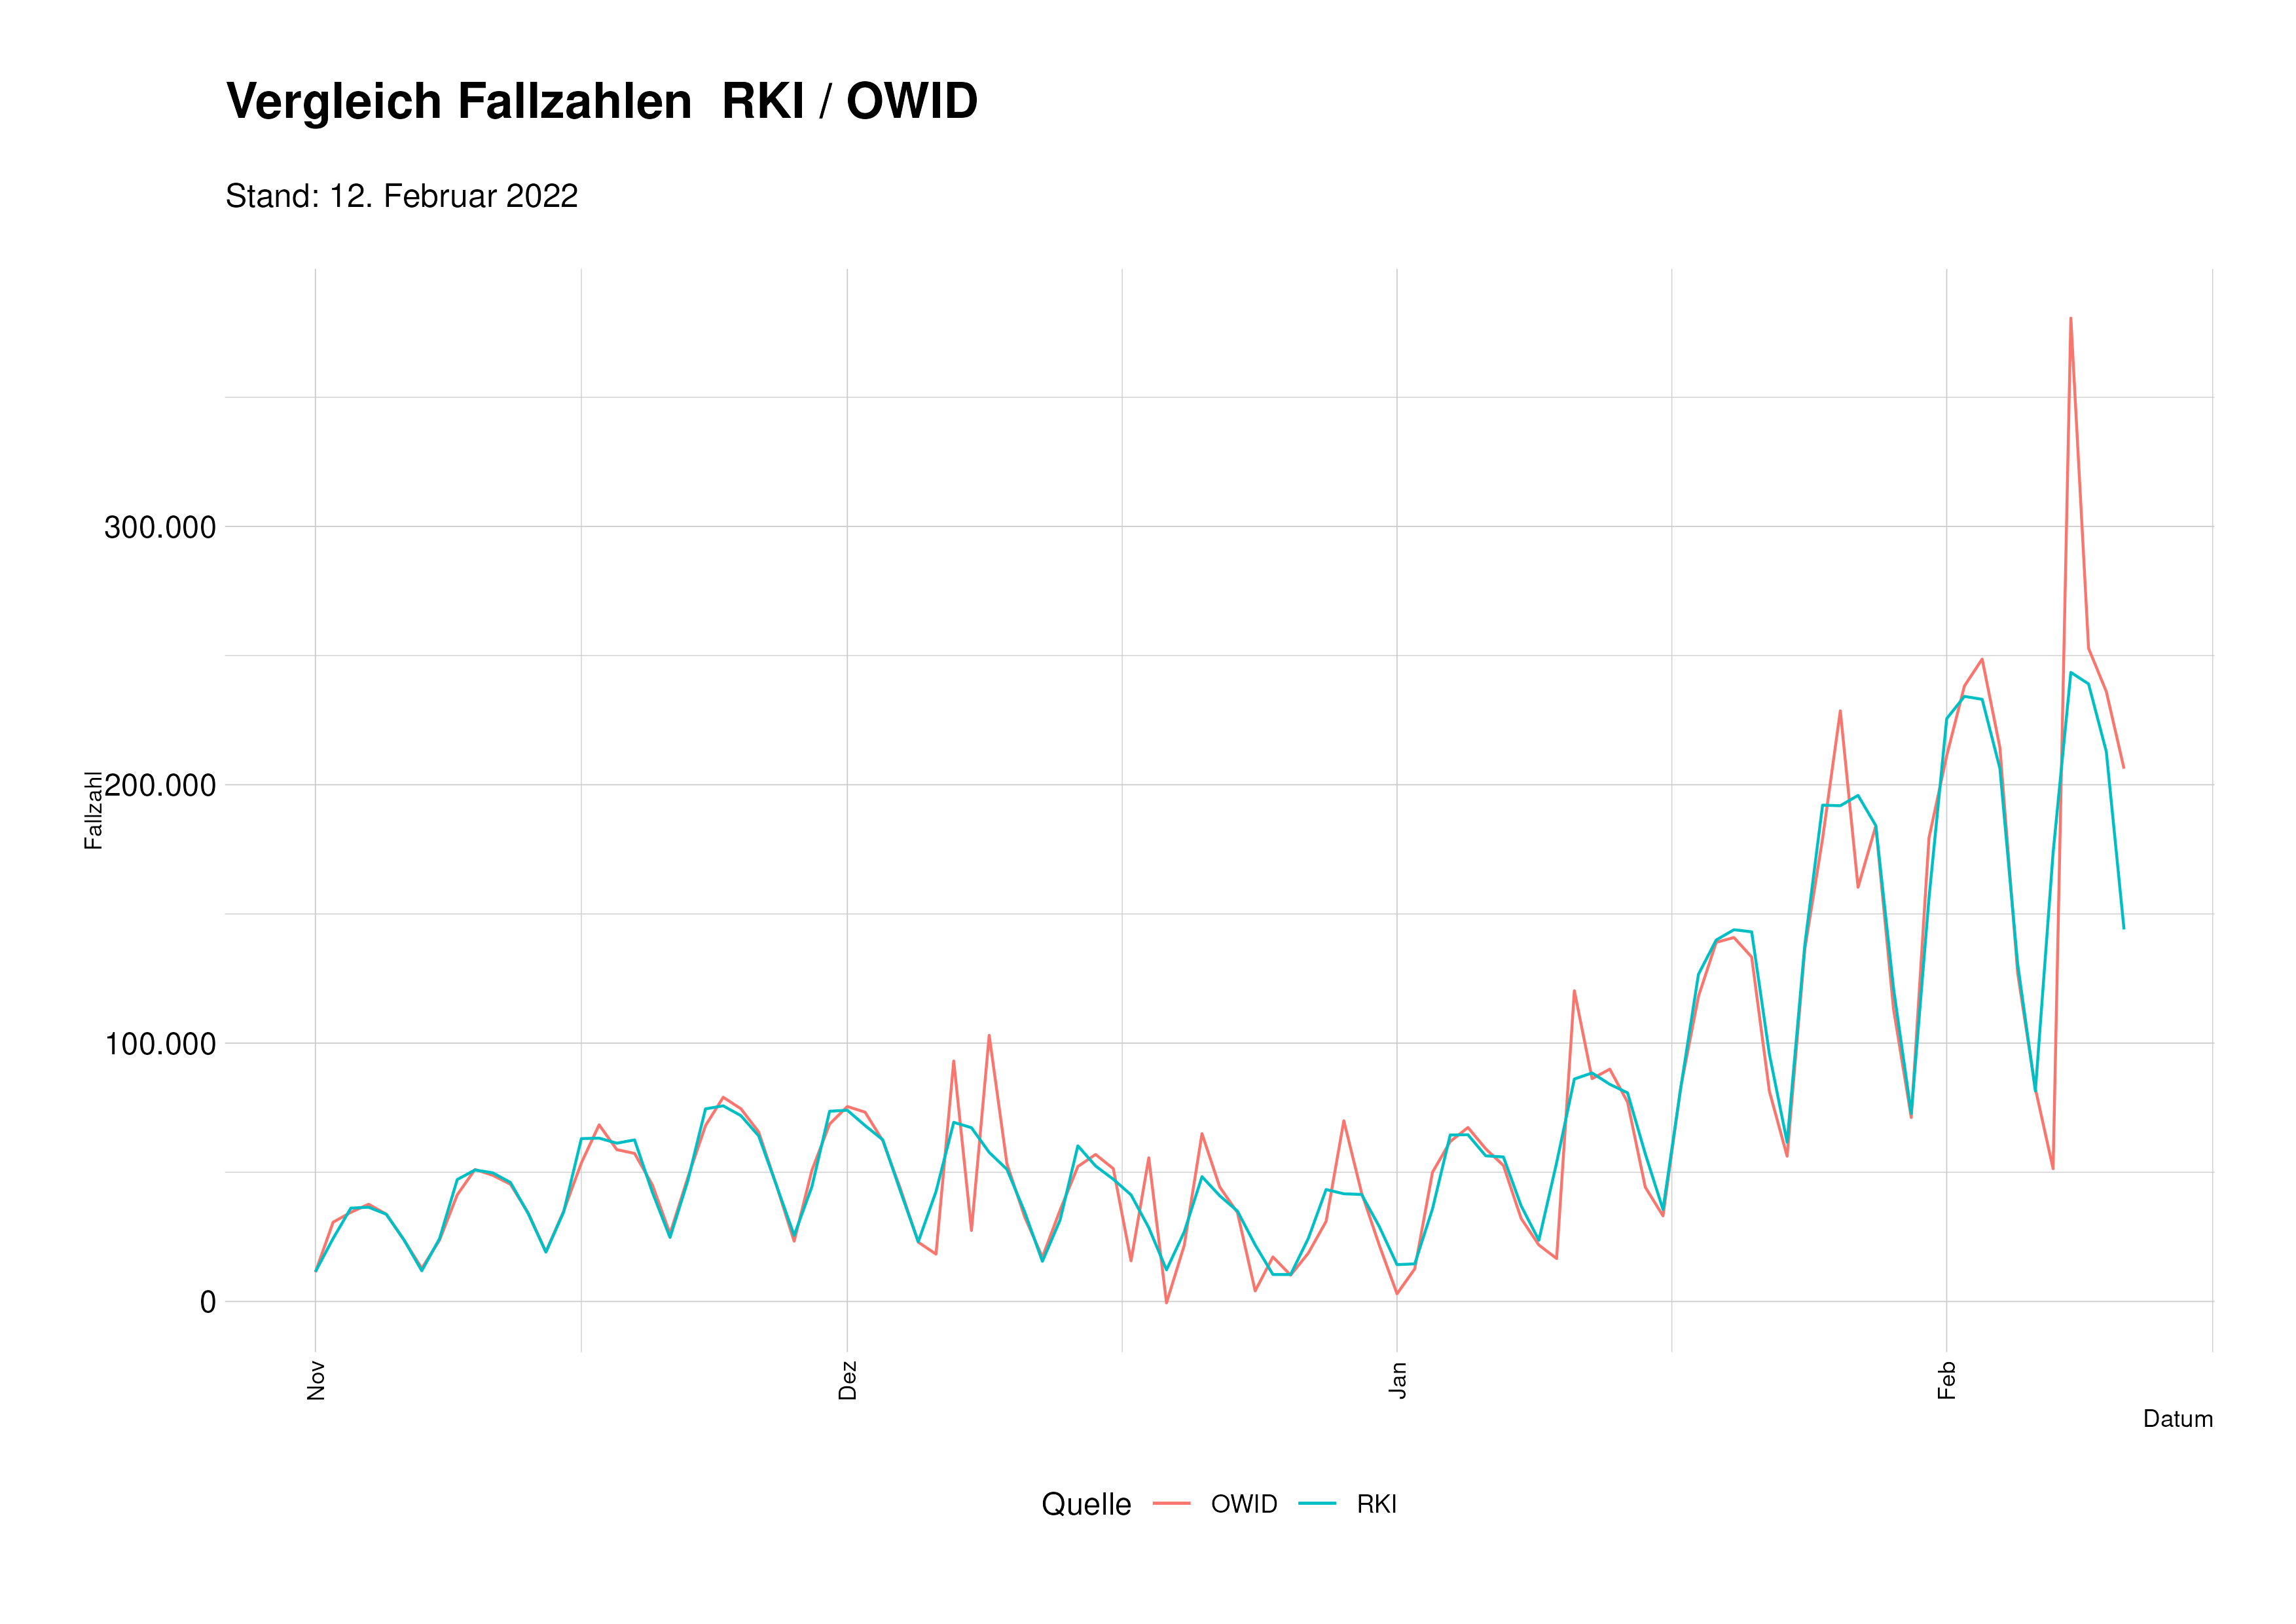 Vergleich Fallzahlen  RKI / OWID
Stand: 12. Februar 2022
Fallzahl
300.000
200.000
100.000
0
Nov
Dez
Jan
Feb
Datum
Quelle OWID RKI